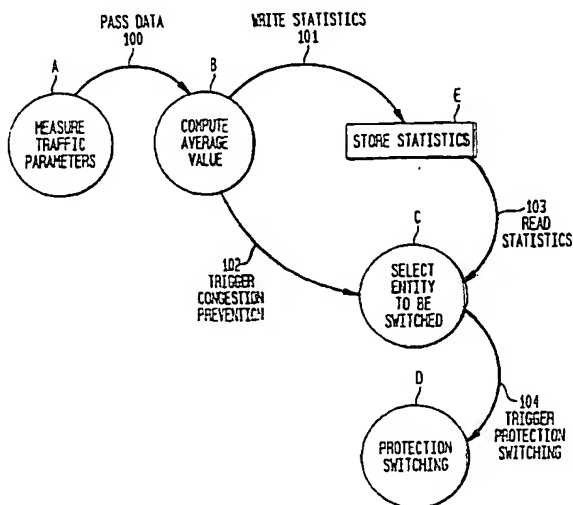 PASS DATA
100
WRITE STATISTICS
101
A
B
E
MEASURE
TRAFFIC
PARAMETERS
COMPUTE
AVERAGE
VALUE
STORE STATISTICS
C
103
READ
STATISTICS
102
TRIGGER
CONGESTION
PREVENTION
SELECT
ENTITY
TO BE
SWITCHED
D
104
TRIGGER
PROTECTION
SWITCHING
PROTECTION
SWITCHING